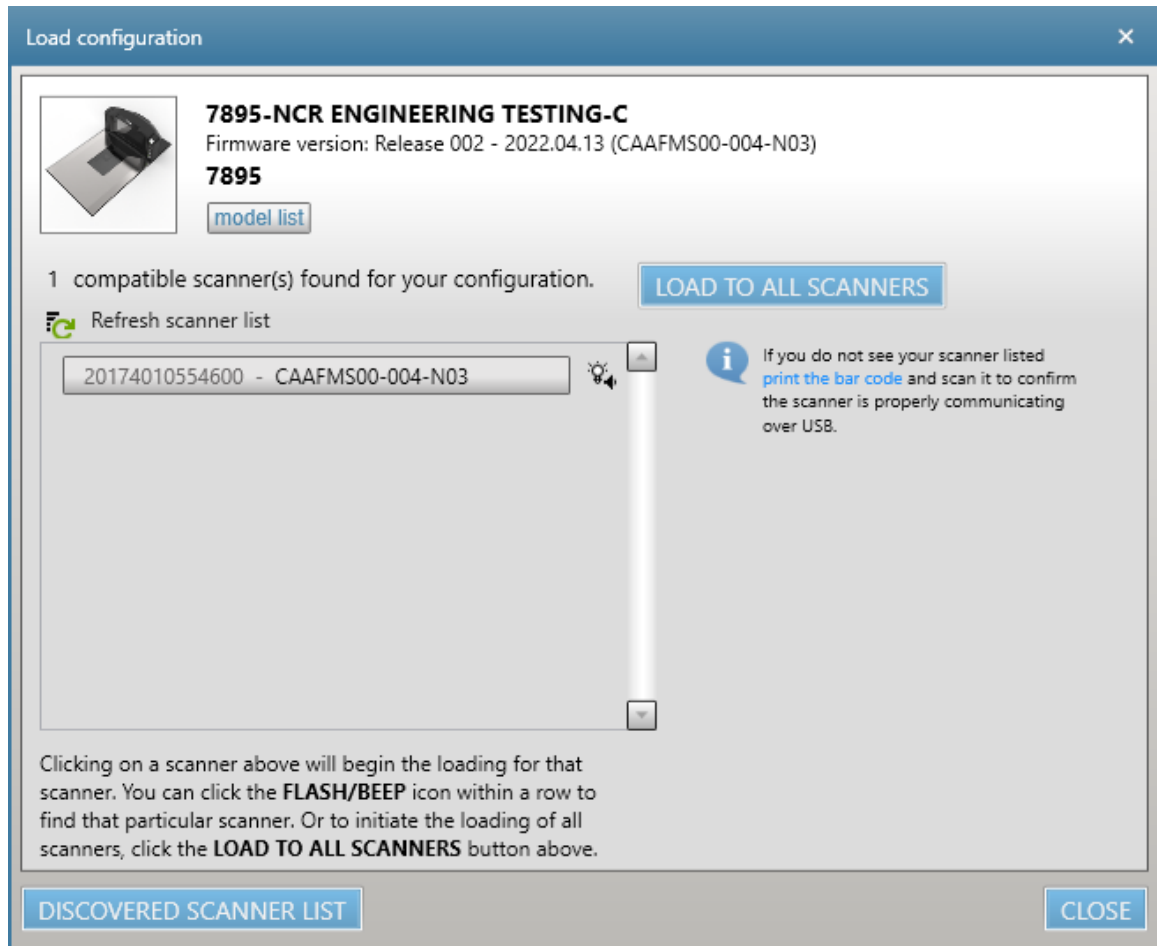 Load configuration
7895-NCR ENGINEERING TESTING-C
Firmware version: Release 002 - 2022.04.13 (CAAFMS00-004-N03)
7895
model list
1 compatible scanner(s) found for your configuration.
LOAD TO ALL SCANNERS
Refresh scanner list
20174010554600 - CAAFMS00-004-N03
If you do not see your scanner listed
print the bar code and scan it to confirm
the scanner is properly communicating
over USB.
Clicking on a scanner above will begin the loading for that
scanner. You can click the FLASH/BEEP icon within a row to
find that particular scanner. Or to initiate the loading of all
scanners, click the LOAD TO ALL SCANNERS button above.
DISCOVERED SCANNER LIST
CLOSE